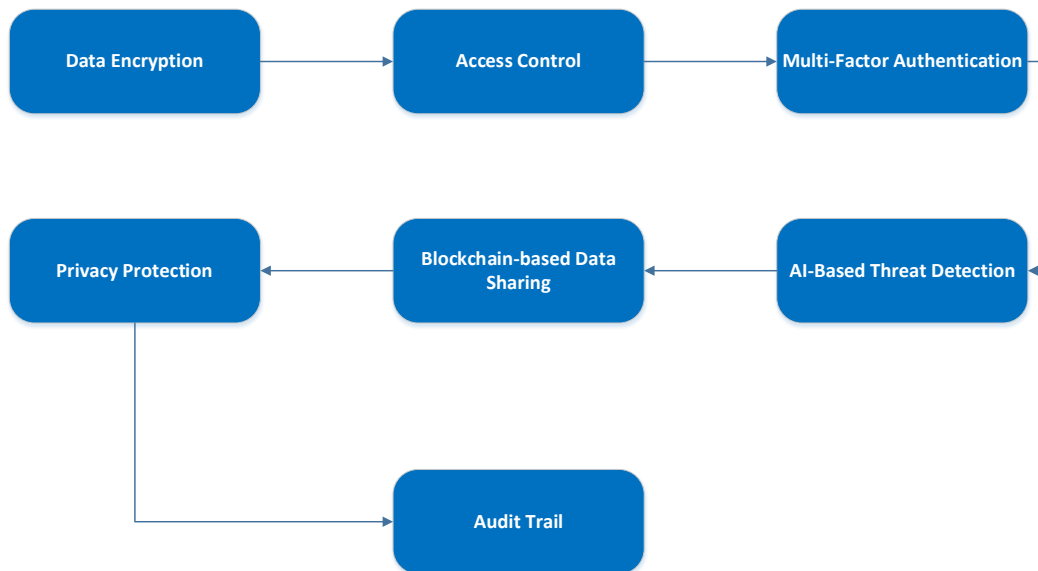 Data Encryption
Access Control
Multi-Factor Authentication
Privacy Protection
Blockchain-based Data
Sharing
AI-Based Threat Detection
Audit Trail